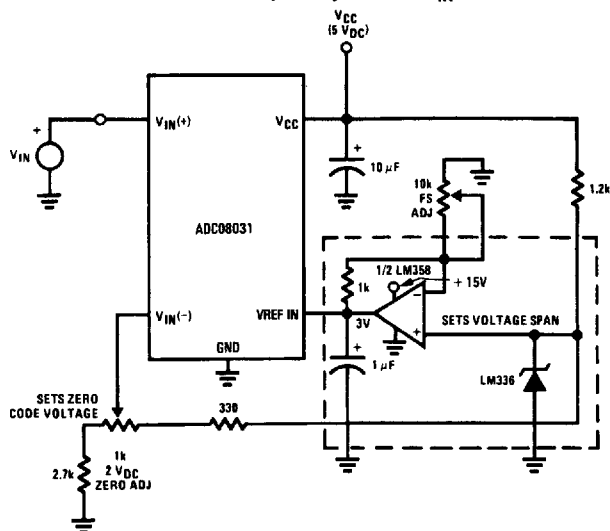 IN
VCC
(5 VDC)
VIN(+)
VCC
+
VIN
+
10 µF
10k
FS
ADJ
1.2k
ADC08031
1/2 LM358
+ 15V
1k
−
VIN(−)
VREF IN
3V
+
SETS VOLTAGE SPAN
GND
+
1 µF
LM336
SETS ZERO
CODE VOLTAGE
330
1k
2 VDC
ZERO ADJ
2.7k